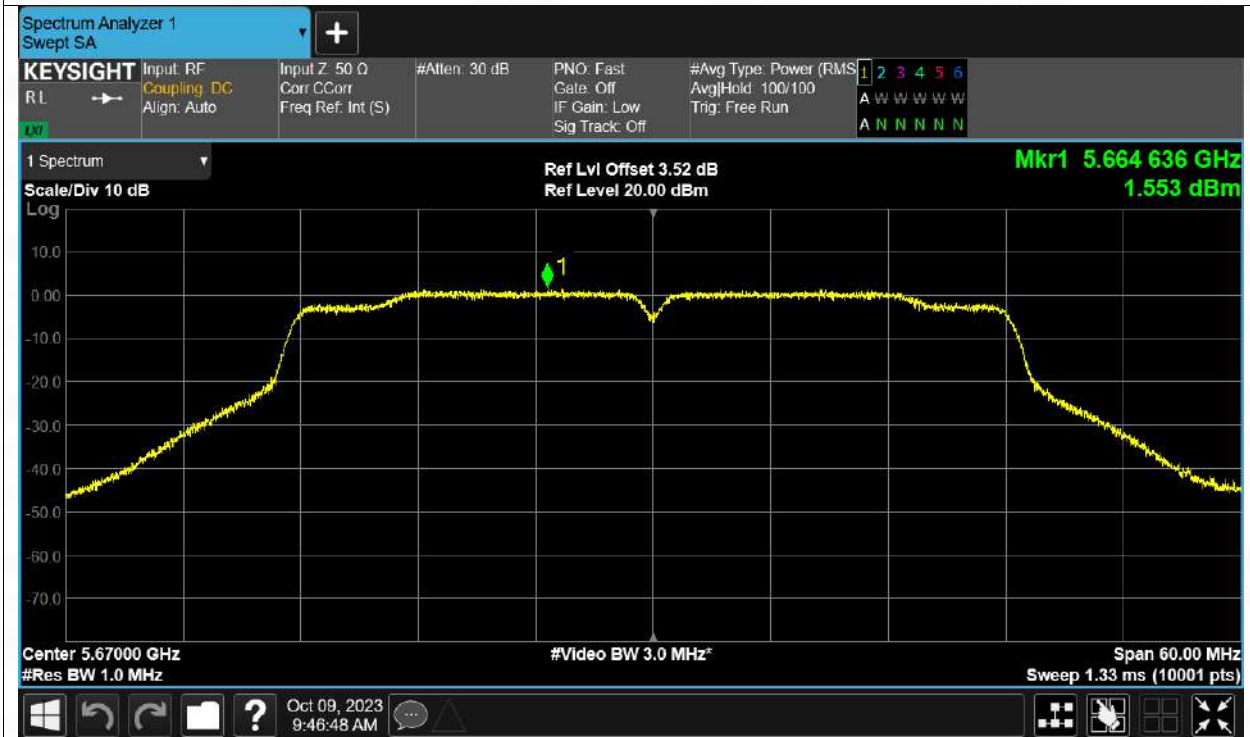 Spectrum Analyzer 1
Swept SA
+
KEYSIGHT
RL
LXI
Input: RF
Coupling: DC
Align: Auto
Input Z: 50 Ω
Corr CCorr
Freq Ref: Int (S)
#Atten: 30 dB
PNO: Fast
Gate: Off
IF Gain: Low
Sig Track: Off
#Avg Type: Power (RMS
Avg|Hold: 100/100
Trig: Free Run
1 2 3 4 5 6
A W W W W W
A N N N N N
1 Spectrum
Scale/Div 10 dB
Log
Ref Lvl Offset 3.52 dB
Ref Level 20.00 dBm
Mkr1 5.664 636 GHz
1.553 dBm
10.0
0.00
-10.0
-20.0
-30.0
-40.0
-50.0
-60.0
-70.0
1
Center 5.67000 GHz
#Res BW 1.0 MHz
#Video BW 3.0 MHz*
Span 60.00 MHz
Sweep 1.33 ms (10001 pts)
?
Oct 09, 2023
9:46:48 AM